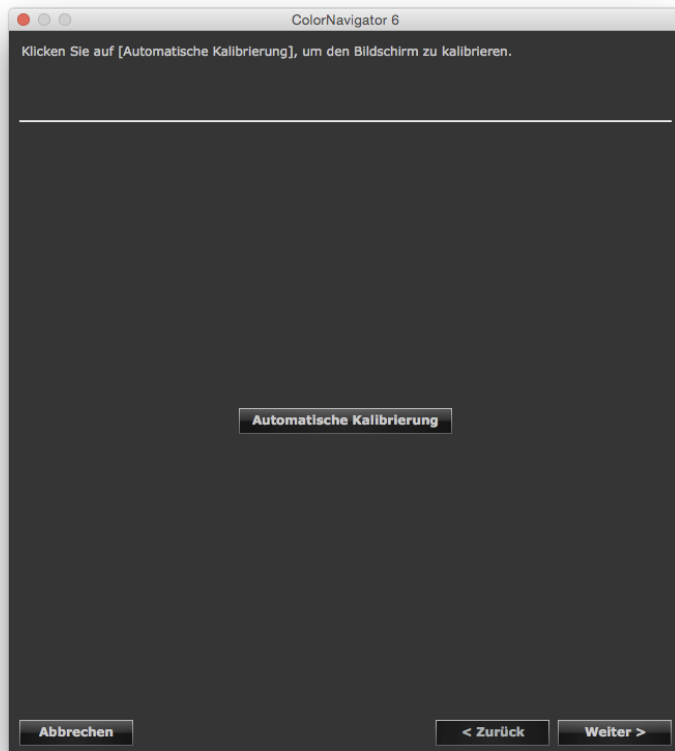 ColorNavigator 6
Klicken Sie auf [Automatische Kalibrierung], um den Bildschirm zu kalibrieren.
Automatische Kalibrierung
Abbrechen
< Zurück
Weiter >